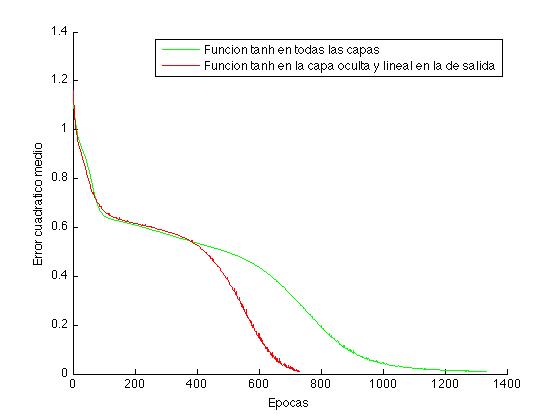 1.4
1.2
1
0.8
0.6
0.4
0.2
0
Error cuadratico medio
Funcion tanh en todas las capas
Funcion tanh en la capa oculta y lineal en la de salida
0 200 400 600 800 1000 1200 1400
Epocas